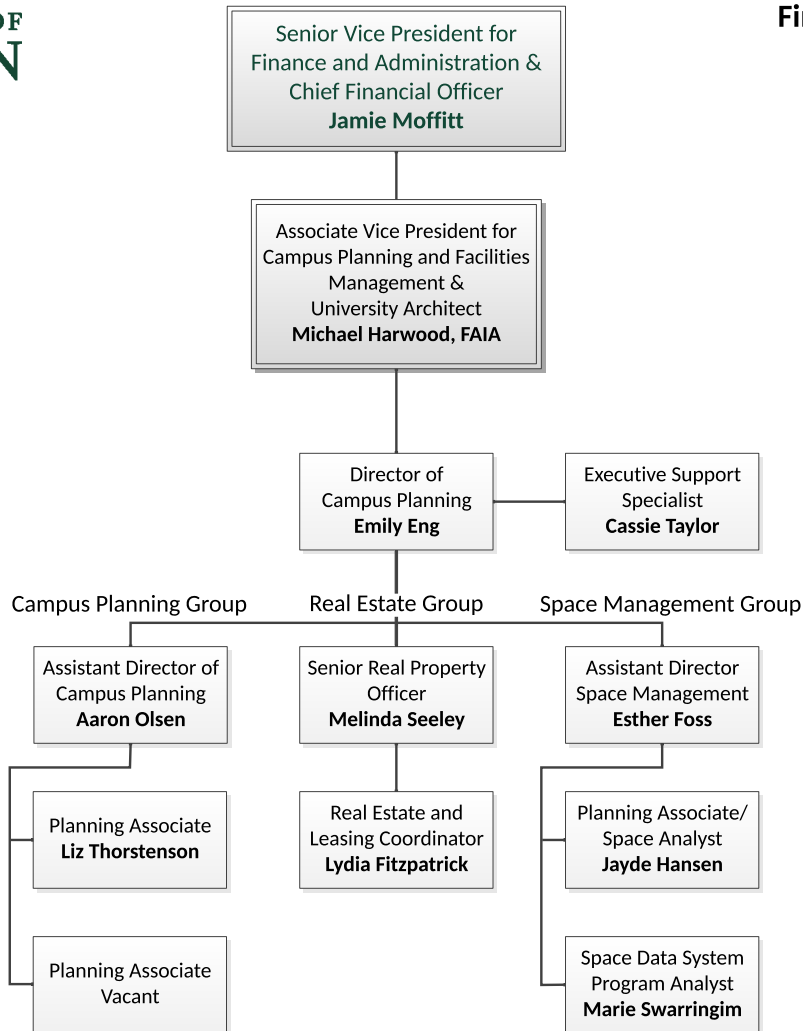 OF
N
Fi
Senior Vice President for
Finance and Administration &
Chief Financial Officer
Jamie Moffitt
Associate Vice President for
Campus Planning and Facilities
Management &
University Architect
Michael Harwood, FAIA
Director of
Campus Planning
Emily Eng
Executive Support
Specialist
Cassie Taylor
Campus Planning Group
Real Estate Group
Space Management Group
Assistant Director of
Campus Planning
Aaron Olsen
Senior Real Property
Officer
Melinda Seeley
Assistant Director
Space Management
Esther Foss
Planning Associate
Liz Thorstenson
Real Estate and
Leasing Coordinator
Lydia Fitzpatrick
Planning Associate/
Space Analyst
Jayde Hansen
Planning Associate
Vacant
Space Data System
Program Analyst
Marie Swarringim